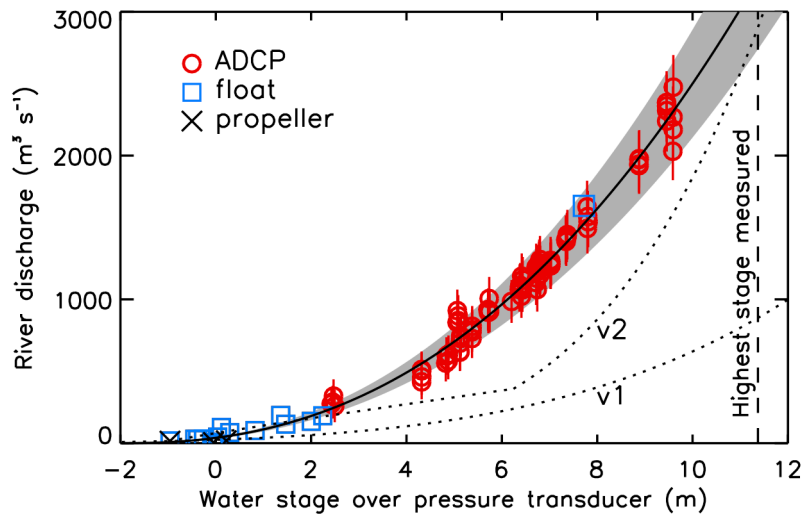 3000
2000
1000
0
River discharge (m³ s⁻¹)
ADCP
float
propeller
v2
v1
Highest stage measured
-2
0
2
4
6
8
10
12
Water stage over pressure transducer (m)